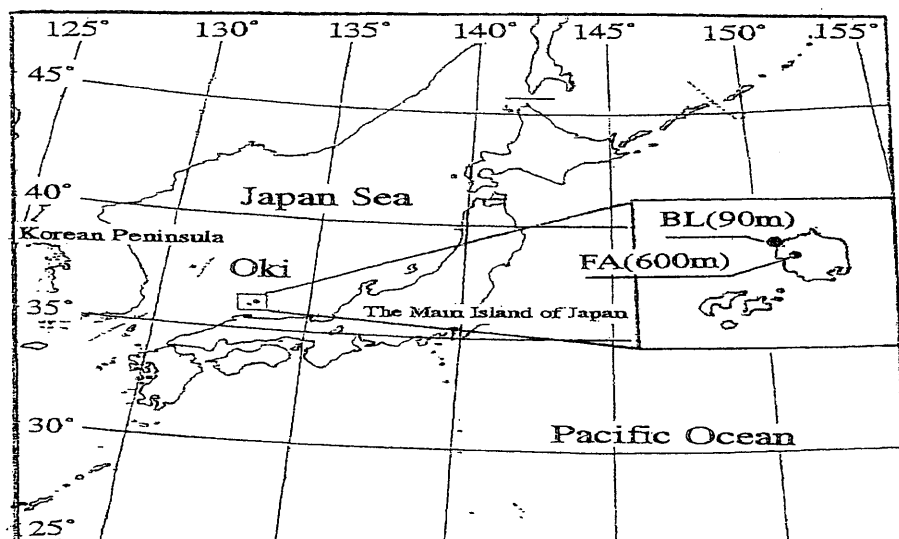 125° 130° 135° 140° 145° 150° 155°
45°
Japan Sea
40°
BL(90m)
Korean Peninsula
FA(600m)
Oki
35°
The Main Island of Japan
30°
Pacific Ocean
25°